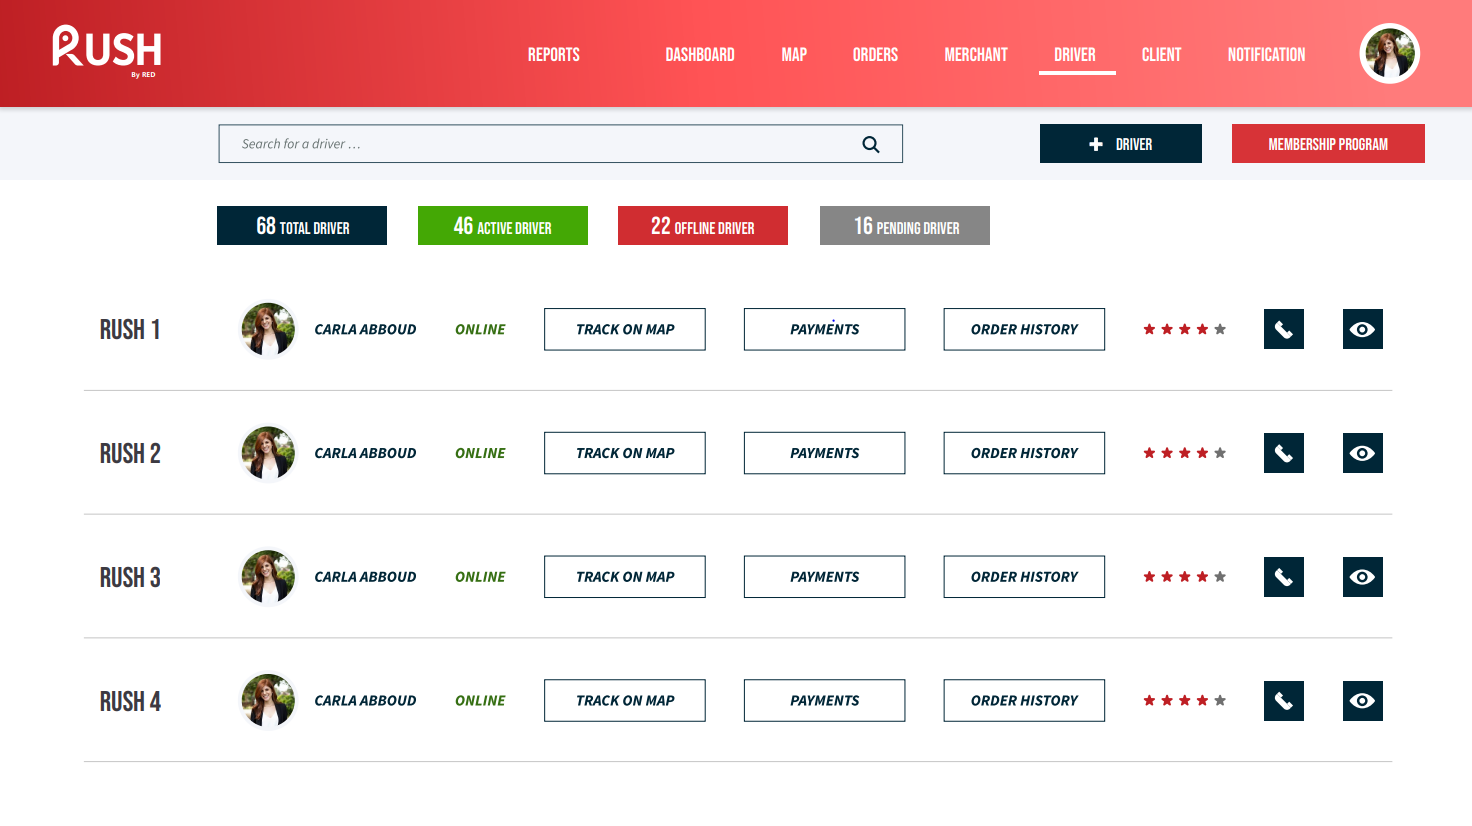 RUSH
By RED
REPORTS DASHBOARD MAP ORDERS MERCHANT DRIVER CLIENT NOTIFICATION
Search for a driver ...
+ DRIVER
MEMBERSHIP PROGRAM
68 TOTAL DRIVER
46 ACTIVE DRIVER
22 OFFLINE DRIVER
16 PENDING DRIVER
RUSH 1 CARLA ABBOUD ONLINE TRACK ON MAP PAYMENTS ORDER HISTORY
RUSH 2 CARLA ABBOUD ONLINE TRACK ON MAP PAYMENTS ORDER HISTORY
RUSH 3 CARLA ABBOUD ONLINE TRACK ON MAP PAYMENTS ORDER HISTORY
RUSH 4 CARLA ABBOUD ONLINE TRACK ON MAP PAYMENTS ORDER HISTORY